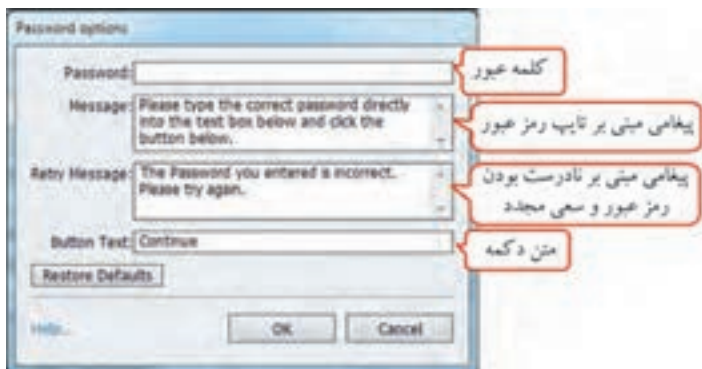 Password options
Password:
کلمه عبور
Message: Please type the correct password directly
into the text box below and click the
button below.
پیغامی مبنی بر تایپ رمز عبور
Retry Message: The Password you entered is incorrect.
Please try again.
پیغامی مبنی بر نادرست بودن
رمز عبور و سعی مجدد
Button Text: Continue
متن دکمه
Restore Defaults
Help...
OK
Cancel